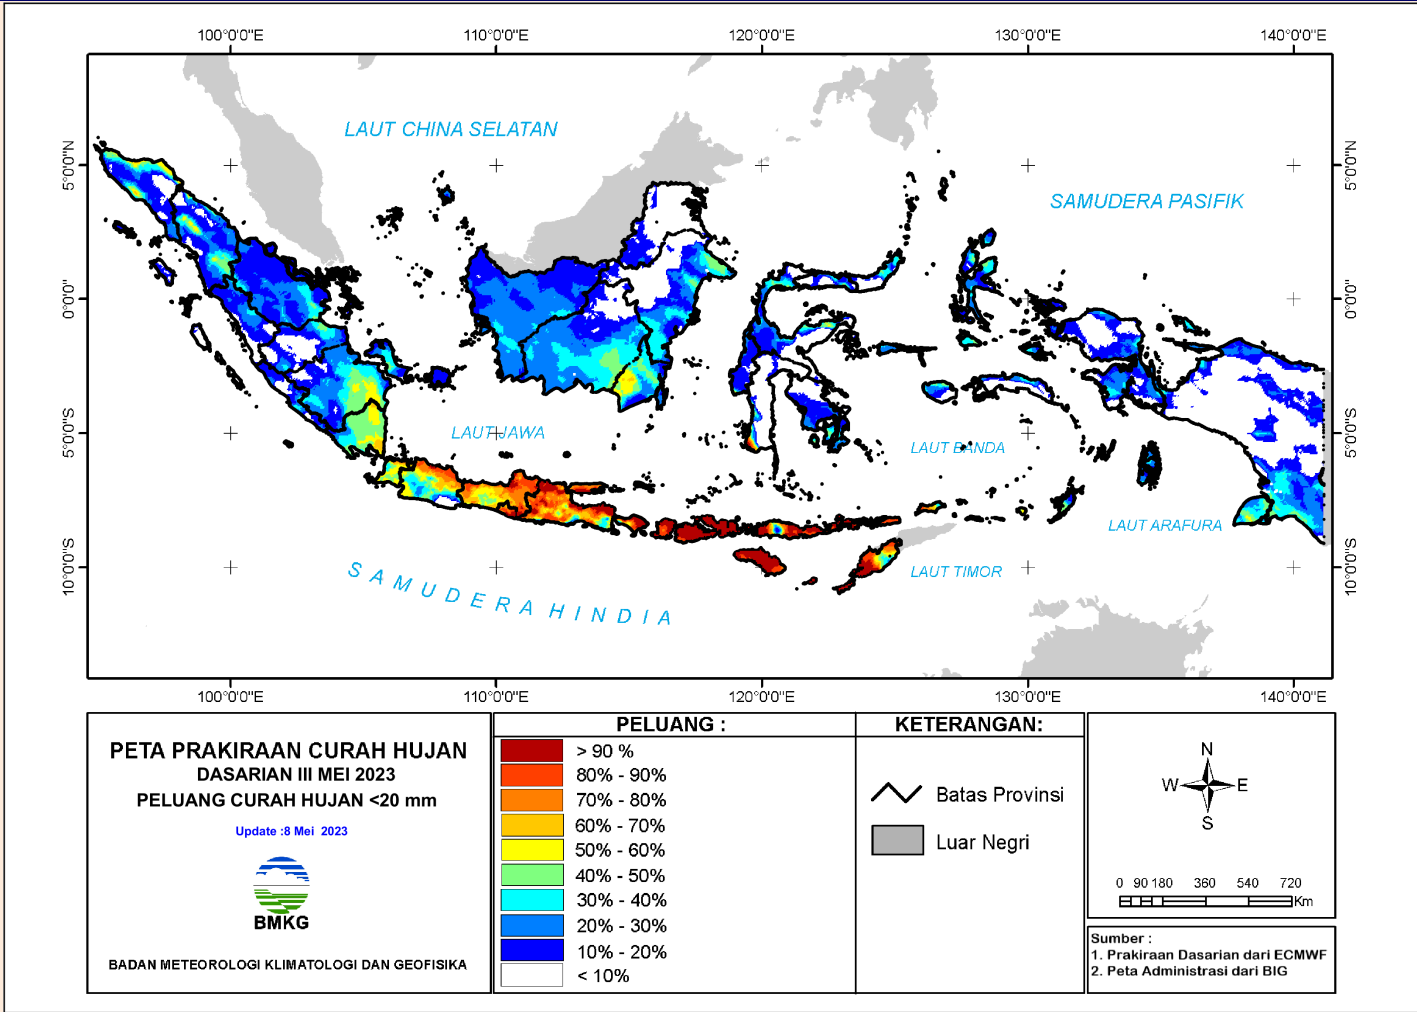 100°0'0"E 110°0'0"E 120°0'0"E 130°0'0"E 140°0'0"E
LAUT CHINA SELATAN
5°0'0"N 5°0'0"N
SAMUDERA PASIFIK
0°0'0" 0°0'0"
5°0'0"S 5°0'0"S
LAUT JAWA
LAUT BANDA
LAUT ARAFURA
10°0'0"S 10°0'0"S
LAUT TIMOR
SAMUDERA HINDIA
100°0'0"E 110°0'0"E 120°0'0"E 130°0'0"E 140°0'0"E
PETA PRAKIRAAN CURAH HUJAN
DASARIAN III MEI 2023
PELUANG CURAH HUJAN <20 mm
Update :8 Mei 2023
BMKG
BADAN METEOROLOGI KLIMATOLOGI DAN GEOFISIKA
PELUANG :
> 90 %
80% - 90%
70% - 80%
60% - 70%
50% - 60%
40% - 50%
30% - 40%
20% - 30%
10% - 20%
< 10%
KETERANGAN:
Batas Provinsi
Luar Negri
N
W E
S
0 90 180 360 540 720
Km
Sumber :
1. Prakiraan Dasarian dari ECMWF
2. Peta Administrasi dari BIG